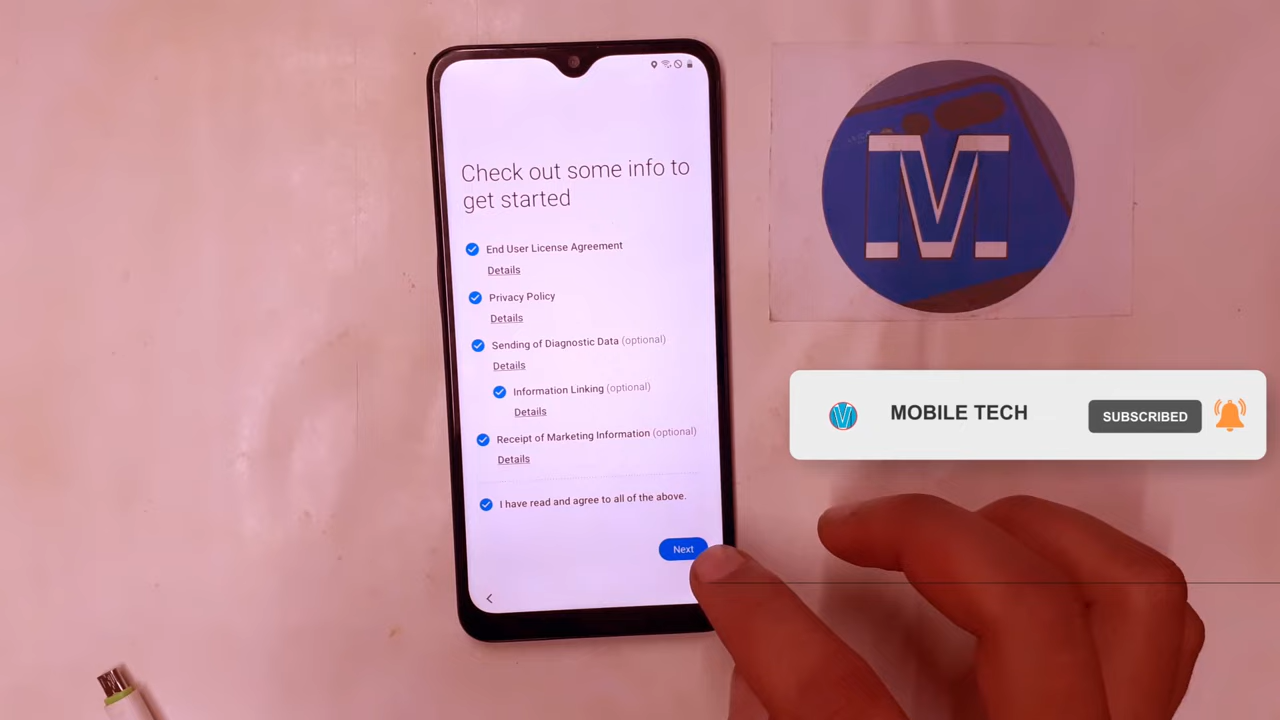 Check out some info to
get started
End User License Agreement
Details
Privacy Policy
Details
Sending of Diagnostic Data (optional)
Details
Information Linking (optional)
Details
Receipt of Marketing Information (optional)
Details
I have read and agree to all of the above.
Next
M
MOBILE TECH
SUBSCRIBED